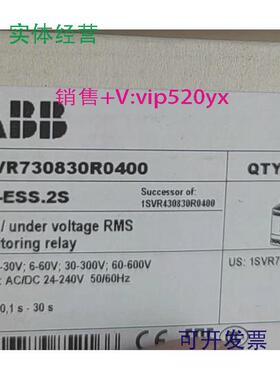 实体经营
销售+V:vip520yx
ABB
VR730830R0400
-ESS.2S
Successor of:
1SVR430830R0400
QTY
/ under voltage RMS
toring relay
-30V; 6-60V; 30-300V; 60-600V
: AC/DC 24-240V 50/60Hz
0,1 s - 30 s
US: 1SVR7
CE
可开发票